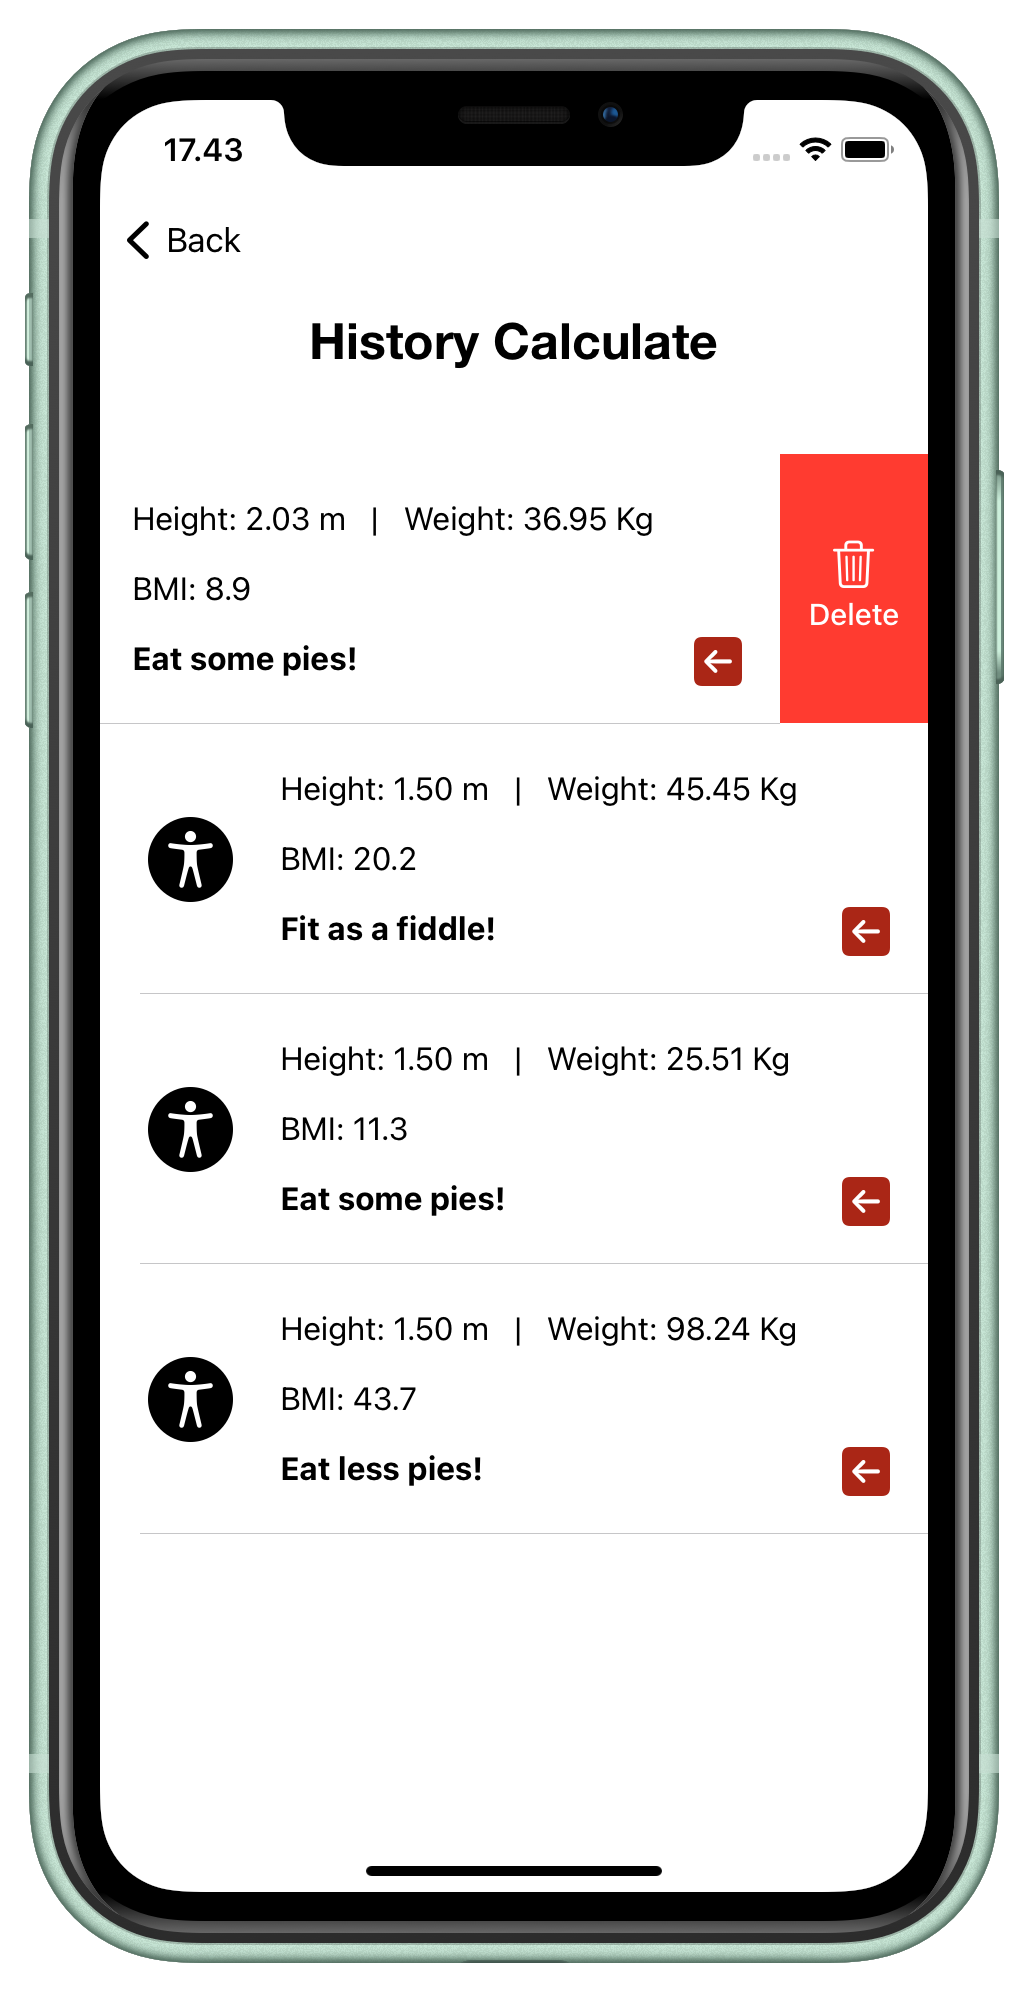 17.43
Back
History Calculate
Height: 2.03 m | Weight: 36.95 Kg
BMI: 8.9
Eat some pies!
Delete
Height: 1.50 m | Weight: 45.45 Kg
BMI: 20.2
Fit as a fiddle!
Height: 1.50 m | Weight: 25.51 Kg
BMI: 11.3
Eat some pies!
Height: 1.50 m | Weight: 98.24 Kg
BMI: 43.7
Eat less pies!